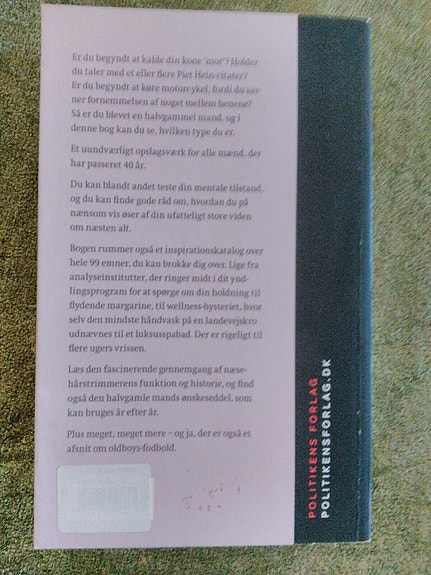 Er du begyndt at kalde din kone 'mor'? Holder
du taler med et eller flere Piet Hein-citater?
Er du begyndt at køre motorcykel, fordi du sav-
ner fornemmelsen af noget mellem benene?
Så er du blevet en halvgammel mand, og i
denne bog kan du se, hvilken type du er.
Et uundværligt opslagsværk for alle mænd, der
har passeret 40 år.
Du kan blandt andet teste din mentale tilstand,
og du kan finde gode råd om, hvordan du på
nænsom vis øser af din ufatteligt store viden
om næsten alt.
Bogen rummer også et inspirationskatalog over
hele 99 emner, du kan brokke dig over. Lige fra
analyseinstitutter, der ringer midt i dit ynd-
lingsprogram for at spørge om din holdning til
flydende margarine, til wellness-hysteriet, hvor
selv den mindste håndvask på en landevejskro
udnævnes til et luksusspabad. Der er rigeligt til
flere ugers vrissen.
Læs den fascinerende gennemgang af næse-
hårstrimmerens funktion og historie, og find
også den halvgamle mands ønskeseddel, som
kan bruges år efter år.
Plus meget, meget mere – og ja, der er også et
afsnit om oldboys-fodbold.
POLITIKENS FORLAG
POLITIKENSFORLAG.DK